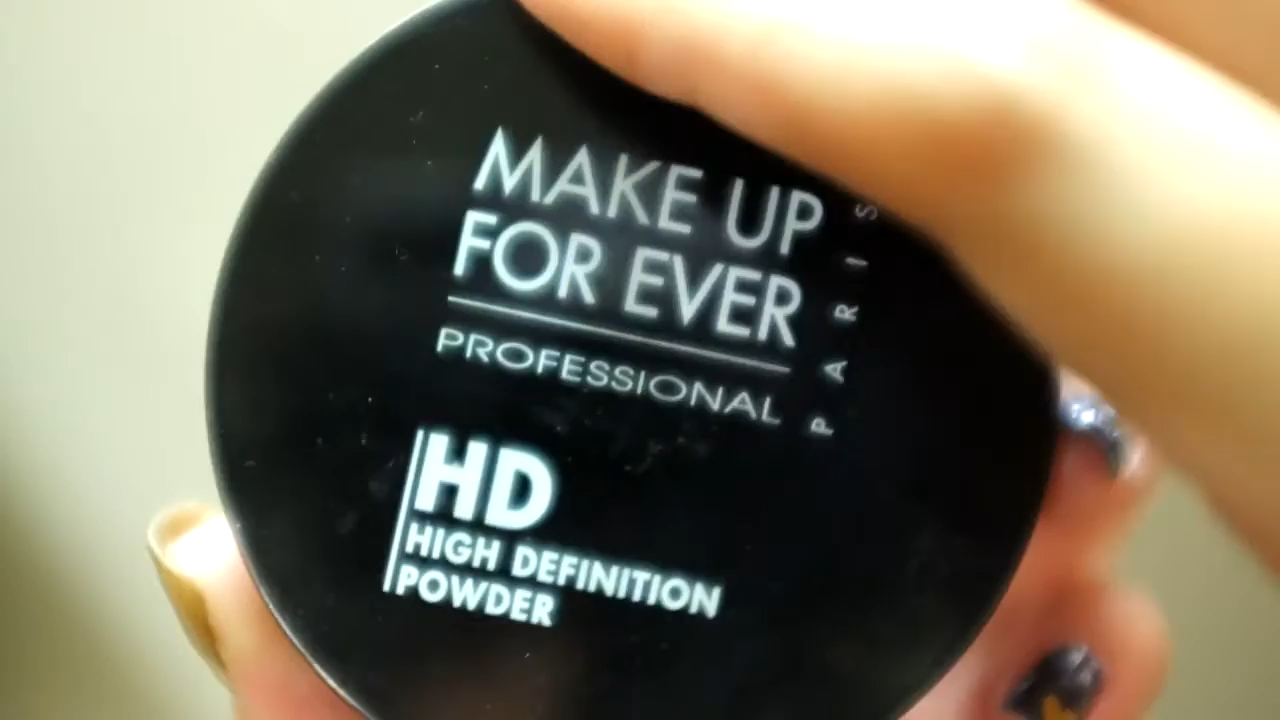 MAKE UP
FOR EVER
PROFESSIONAL
PARIS
HD
HIGH DEFINITION
POWDER